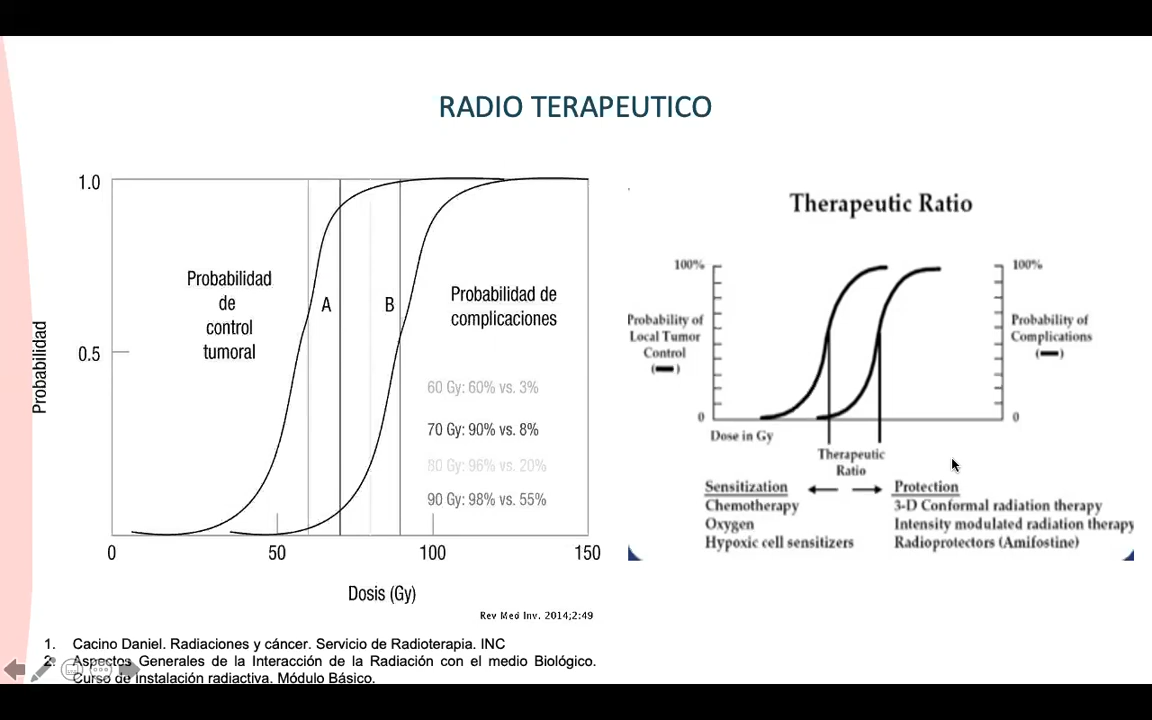 RADIO TERAPEUTICO
1.0
0.5
Probabilidad
Probabilidad
de
control
tumoral
A
B
Probabilidad de
complicaciones
60 Gy: 60% vs. 3%
70 Gy: 90% vs. 8%
80 Gy: 96% vs. 20%
90 Gy: 98% vs. 55%
0
50
100
150
Dosis (Gy)
Rev Med Inv. 2014;2:49
Therapeutic Ratio
100%
Probability of
Local Tumor
Control
0
100%
Probability of
Complications
0
Dose in Gy
Therapeutic
Ratio
Sensitization
Chemotherapy
Oxygen
Hypoxic cell sensitizers
Protection
3-D Conformal radiation therapy
Intensity modulated radiation therapy
Radioprotectors (Amifostine)
1. Cacino Daniel. Radiaciones y cáncer. Servicio de Radioterapia. INC
2. Aspectos Generales de la Interacción de la Radiación con el medio Biológico.
Curso de instalación radiactiva. Módulo Básico.